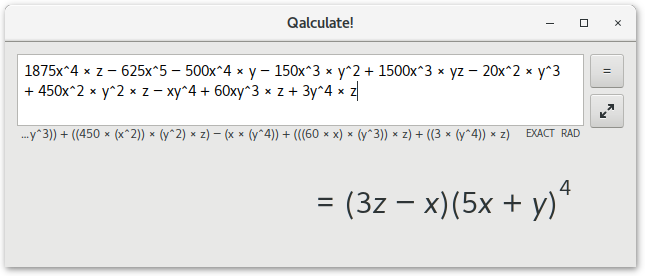 Qalculate!
1875x^4 × z − 625x^5 − 500x^4 × y − 150x^3 × y^2 + 1500x^3 × yz − 20x^2 × y^3
+ 450x^2 × y^2 × z − xy^4 + 60xy^3 × z + 3y^4 × z
=
...y^3)) + ((450 × (x^2)) × (y^2) × z) − (x × (y^4)) + (((60 × x) × (y^3)) × z) + ((3 × (y^4)) × z) EXACT RAD
= (3z − x)(5x + y)^4